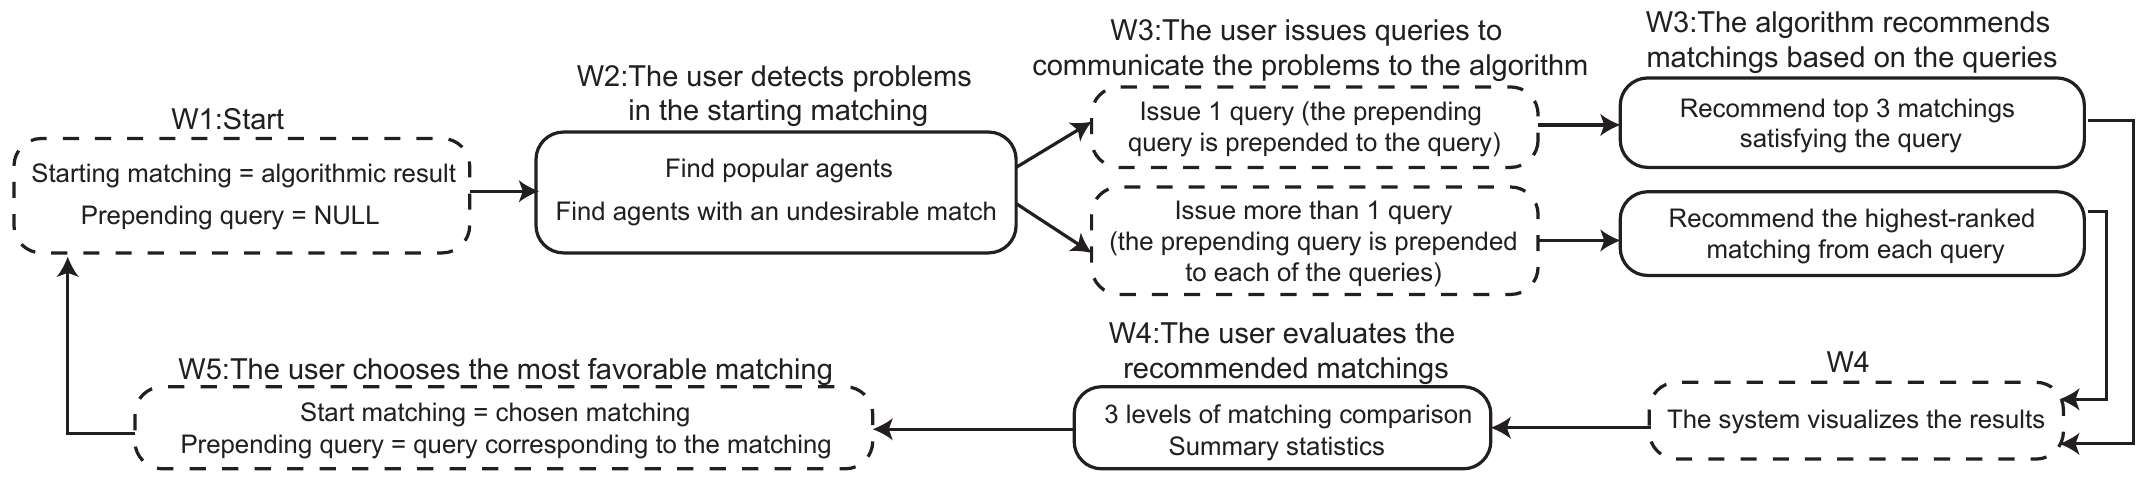 W1:Start
Starting matching = algorithmic result
Prepending query = NULL
W2:The user detects problems
in the starting matching
Find popular agents
Find agents with an undesirable match
W3:The user issues queries to
communicate the problems to the algorithm
Issue 1 query (the prepending
query is prepended to the query)
Issue more than 1 query
(the prepending query is prepended
to each of the queries)
W3:The algorithm recommends
matchings based on the queries
Recommend top 3 matchings
satisfying the query
Recommend the highest-ranked
matching from each query
W4
The system visualizes the results
W4:The user evaluates the
recommended matchings
3 levels of matching comparison
Summary statistics
W5:The user chooses the most favorable matching
Start matching = chosen matching
Prepending query = query corresponding to the matching